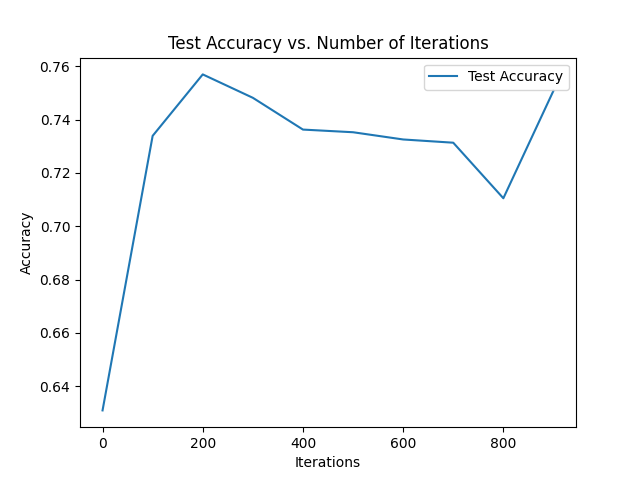 Test Accuracy vs. Number of Iterations
Test Accuracy
0.76
0.74
0.72
0.70
0.68
0.66
0.64
Accuracy
0 200 400 600 800
Iterations